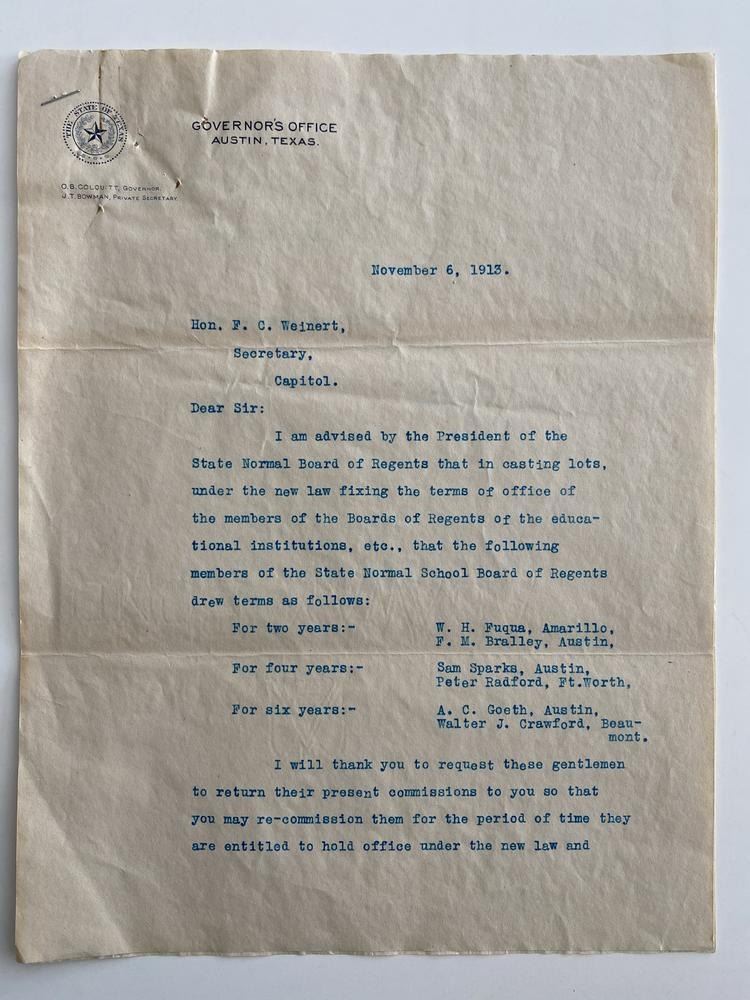 THE STATE OF TEXAS
GOVERNOR'S OFFICE
AUSTIN, TEXAS.
O.B. COLQUITT, GOVERNOR.
J.T. BOWMAN, PRIVATE SECRETARY
November 6, 1913.
Hon. F. C. Weinert,
Secretary,
Capitol.
Dear Sir:
I am advised by the President of the
State Normal Board of Regents that in casting lots,
under the new law fixing the terms of office of
the members of the Boards of Regents of the educa-
tional institutions, etc., that the following
members of the State Normal School Board of Regents
drew terms as follows:
For two years:- W. H. Fuqua, Amarillo,
F. M. Bralley, Austin,
For four years:- Sam Sparks, Austin,
Peter Radford, Ft.Worth,
For six years:- A. C. Goeth, Austin,
Walter J. Crawford, Beau-
mont.
I will thank you to request these gentlemen
to return their present commissions to you so that
you may re-commission them for the period of time they
are entitled to hold office under the new law and